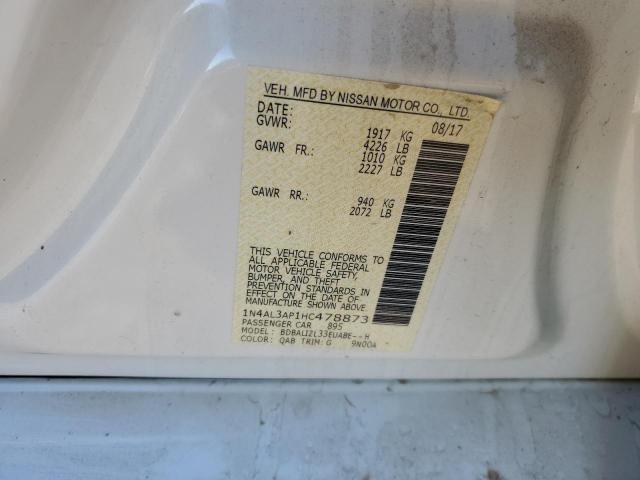 VEH. MFD BY NISSAN MOTOR CO., LTD.
DATE: 08/17
GVWR: 1917 KG
4226 LB
GAWR FR.: 1010 KG
2227 LB
GAWR RR.: 940 KG
2072 LB
THIS VEHICLE CONFORMS TO
ALL APPLICABLE FEDERAL
MOTOR VEHICLE SAFETY,
BUMPER, AND THEFT
PREVENTION STANDARDS IN
EFFECT ON THE DATE OF
MANUFACTURE SHOWN ABOVE.
1N4AL3AP1HC478873
PASSENGER CAR 895
MODEL: BDBALI2L33EUABE--H
COLOR: QAB TRIM:G 9N00A